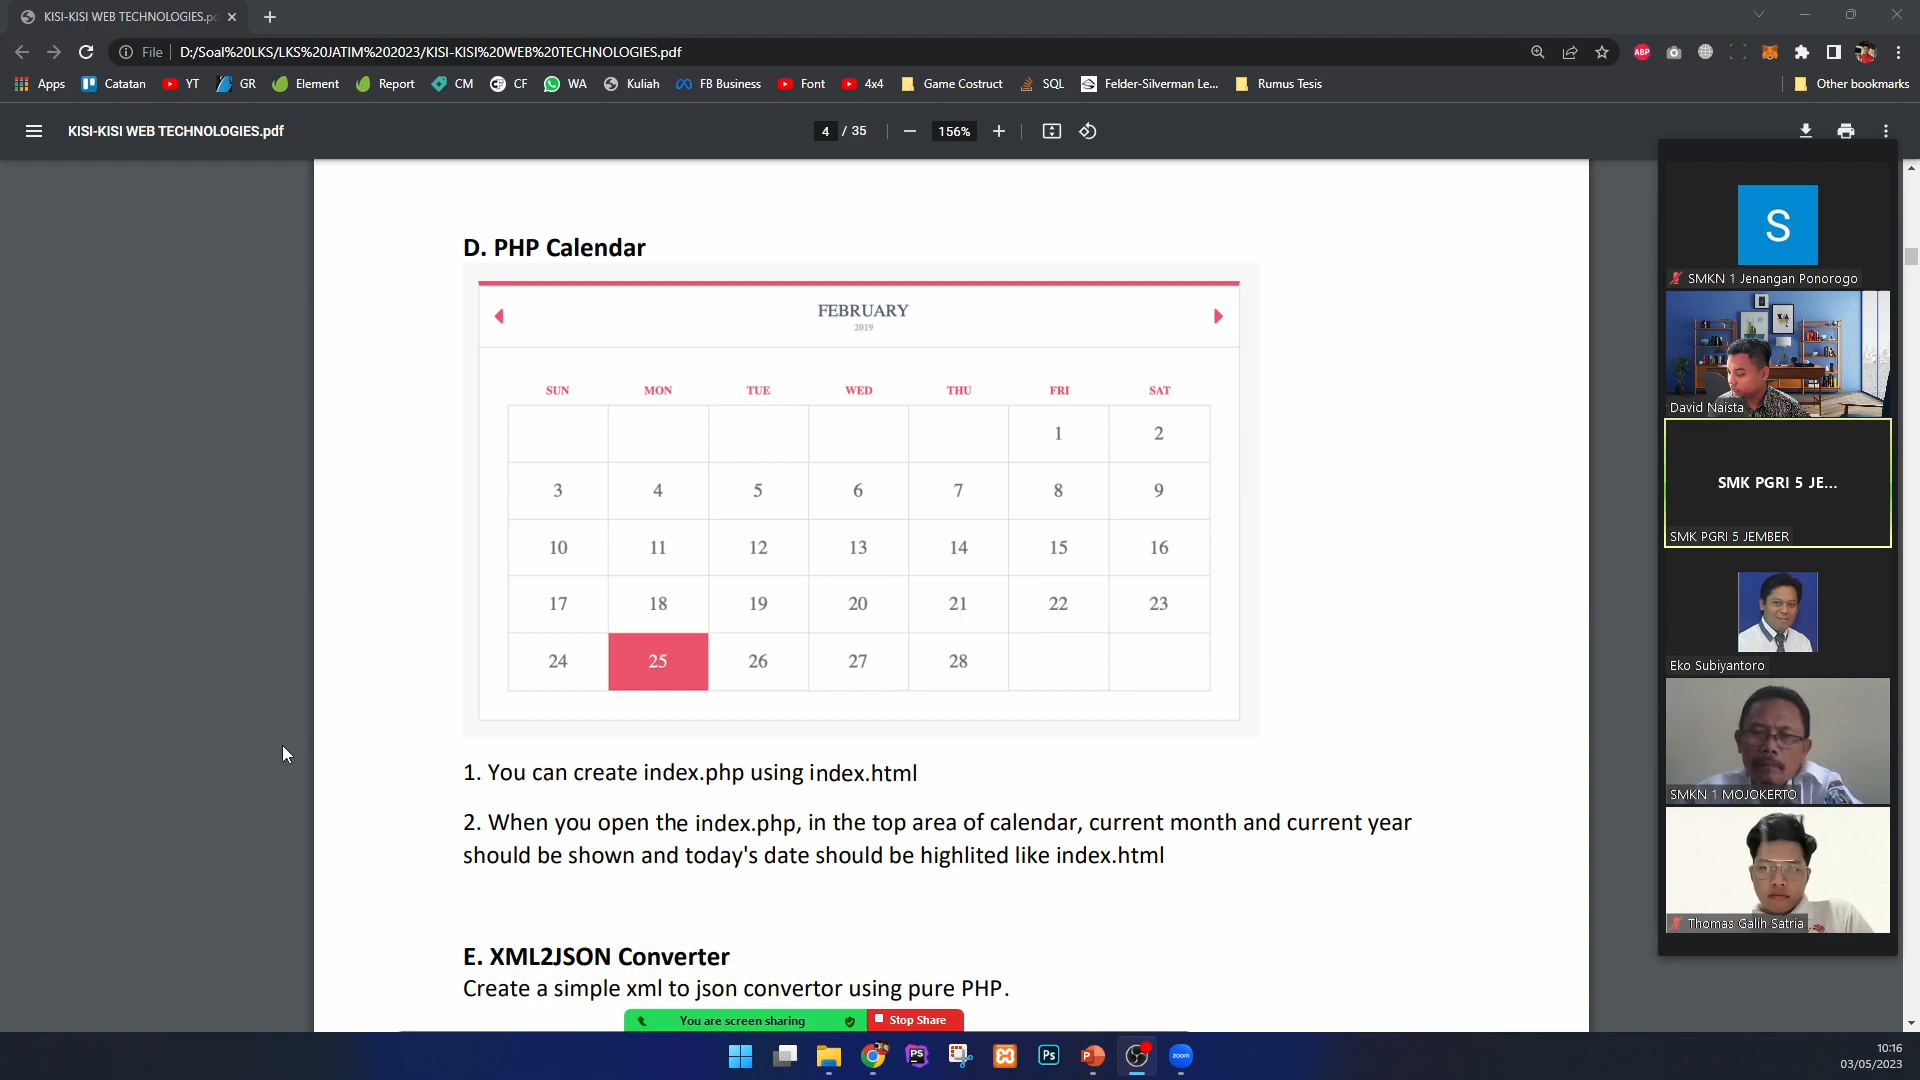 KISI-KISI WEB TECHNOLOGIES.pd
File D:/Soal%20LKS/LKS%20JATIM%202023/KISI-KISI%20WEB%20TECHNOLOGIES.pdf
ABP
Apps Catatan YT GR Element Report CM CF WA Kuliah FB Business Font 4x4 Game Costruct SQL Felder-Silverman Le... Rumus Tesis Other bookmarks
KISI-KISI WEB TECHNOLOGIES.pdf 4 / 35 156%
D. PHP Calendar
FEBRUARY
2019
SUN MON TUE WED THU FRI SAT
1 2
3 4 5 6 7 8 9
10 11 12 13 14 15 16
17 18 19 20 21 22 23
24 25 26 27 28
1. You can create index.php using index.html
2. When you open the index.php, in the top area of calendar, current month and current year
should be shown and today's date should be highlited like index.html
E. XML2JSON Converter
Create a simple xml to json convertor using pure PHP.
S
SMKN 1 Jenangan Ponorogo
David Naista
SMK PGRI 5 JE...
SMK PGRI 5 JEMBER
Eko Subiyantoro
SMKN 1 MOJOKERTO
Thomas Galih Satria
You are screen sharing Stop Share
PS
Ps
P
zoom
10:16
03/05/2023